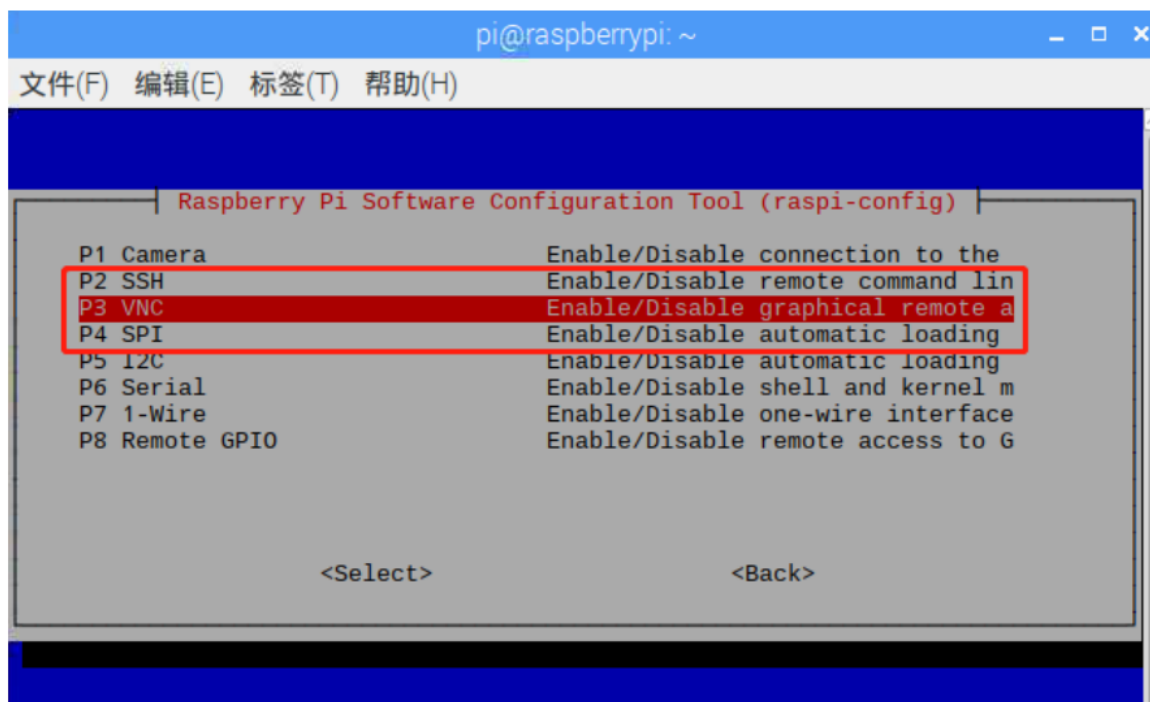 pi@raspberrypi: ~
文件(F) 编辑(E) 标签(T) 帮助(H)
Raspberry Pi Software Configuration Tool (raspi-config)
P1 Camera Enable/Disable connection to the
P2 SSH Enable/Disable remote command lin
P3 VNC Enable/Disable graphical remote a
P4 SPI Enable/Disable automatic loading
P5 I2C Enable/Disable automatic loading
P6 Serial Enable/Disable shell and kernel m
P7 1-Wire Enable/Disable one-wire interface
P8 Remote GPIO Enable/Disable remote access to G
<Select> <Back>